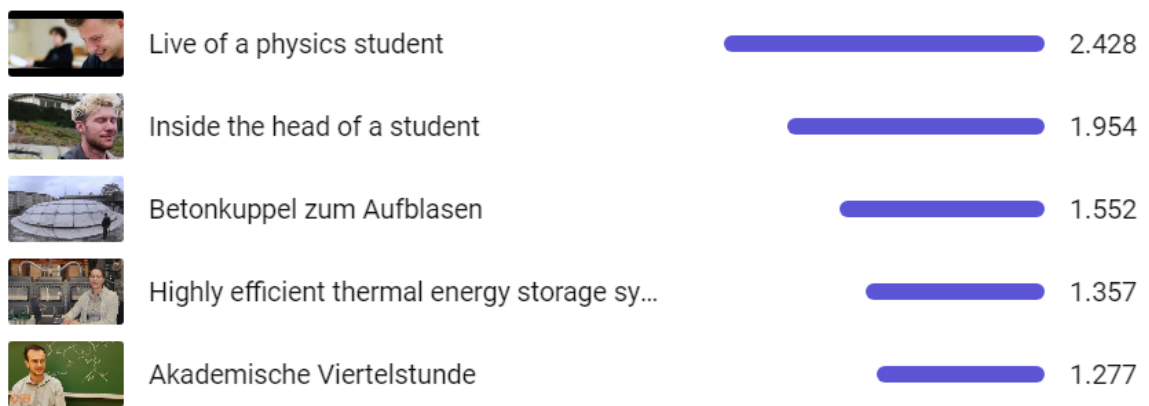 Live of a physics student 2.428
Inside the head of a student 1.954
Betonkuppel zum Aufblasen 1.552
Highly efficient thermal energy storage sy... 1.357
Akademische Viertelstunde 1.277